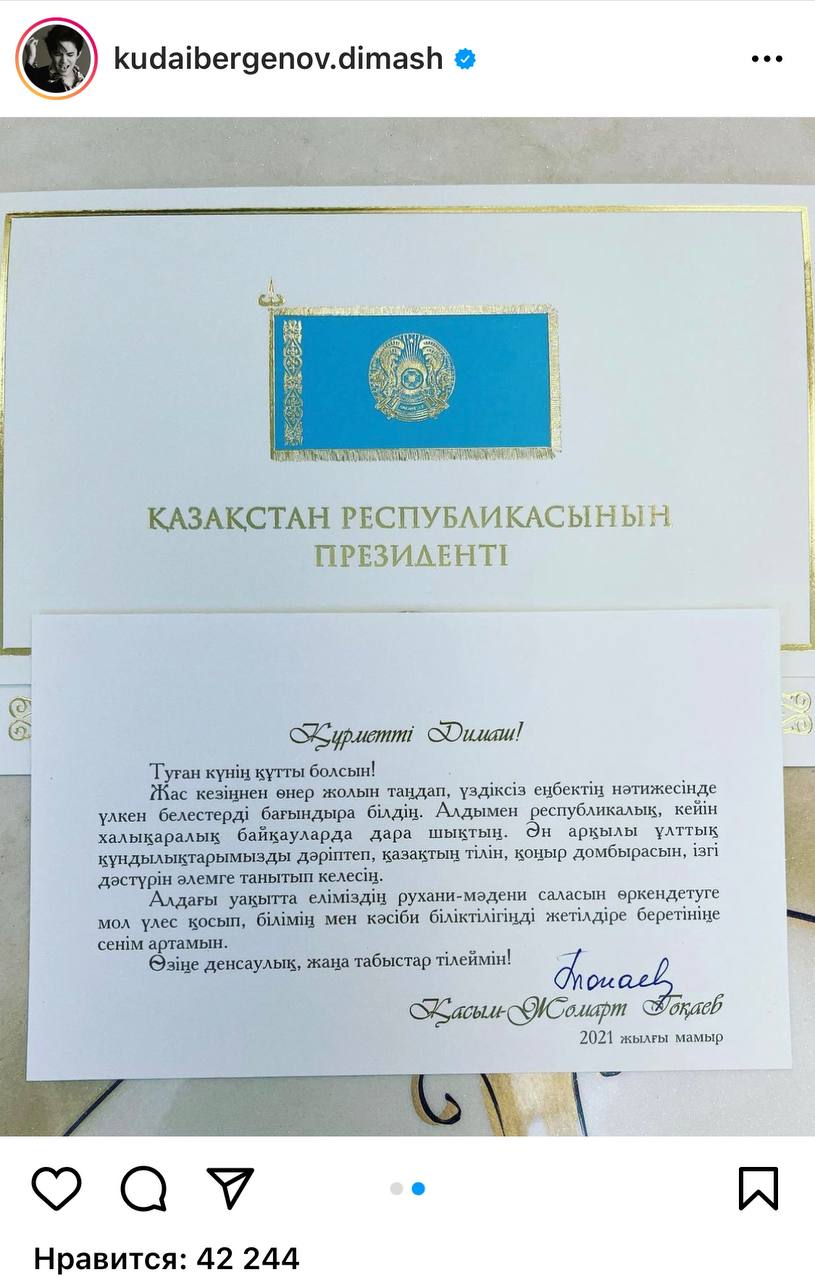 kudaibergenov.dimash
ҚАЗАҚСТАН РЕСПУБЛИКАСЫНЫҢ
ПРЕЗИДЕНТІ
Құрметті Димаш!
Туған күнің құтты болсын!
Жас кезіңнен өнер жолын таңдап, үздіксіз еңбектің нәтижесінде
үлкен белестерді бағындыра білдің. Алдымен республикалық, кейін
халықаралық байқауларда дара шықтың. Ән арқылы ұлттық
құндылықтарымызды дәріптеп, қазақтың тілін, қоңыр домбырасын, ізгі
дәстүрін әлемге танытып келесің.
Алдағы уақытта еліміздің рухани-мәдени саласын өркендетуге
мол үлес қосып, білімің мен кәсіби біліктілігіңді жетілдіре беретініңе
сенім артамын.
Өзіңе денсаулық, жаңа табыстар тілеймін!
Тоқаев
Қасым-Жомарт Тоқаев
2021 жылғы мамыр
Нравится: 42 244